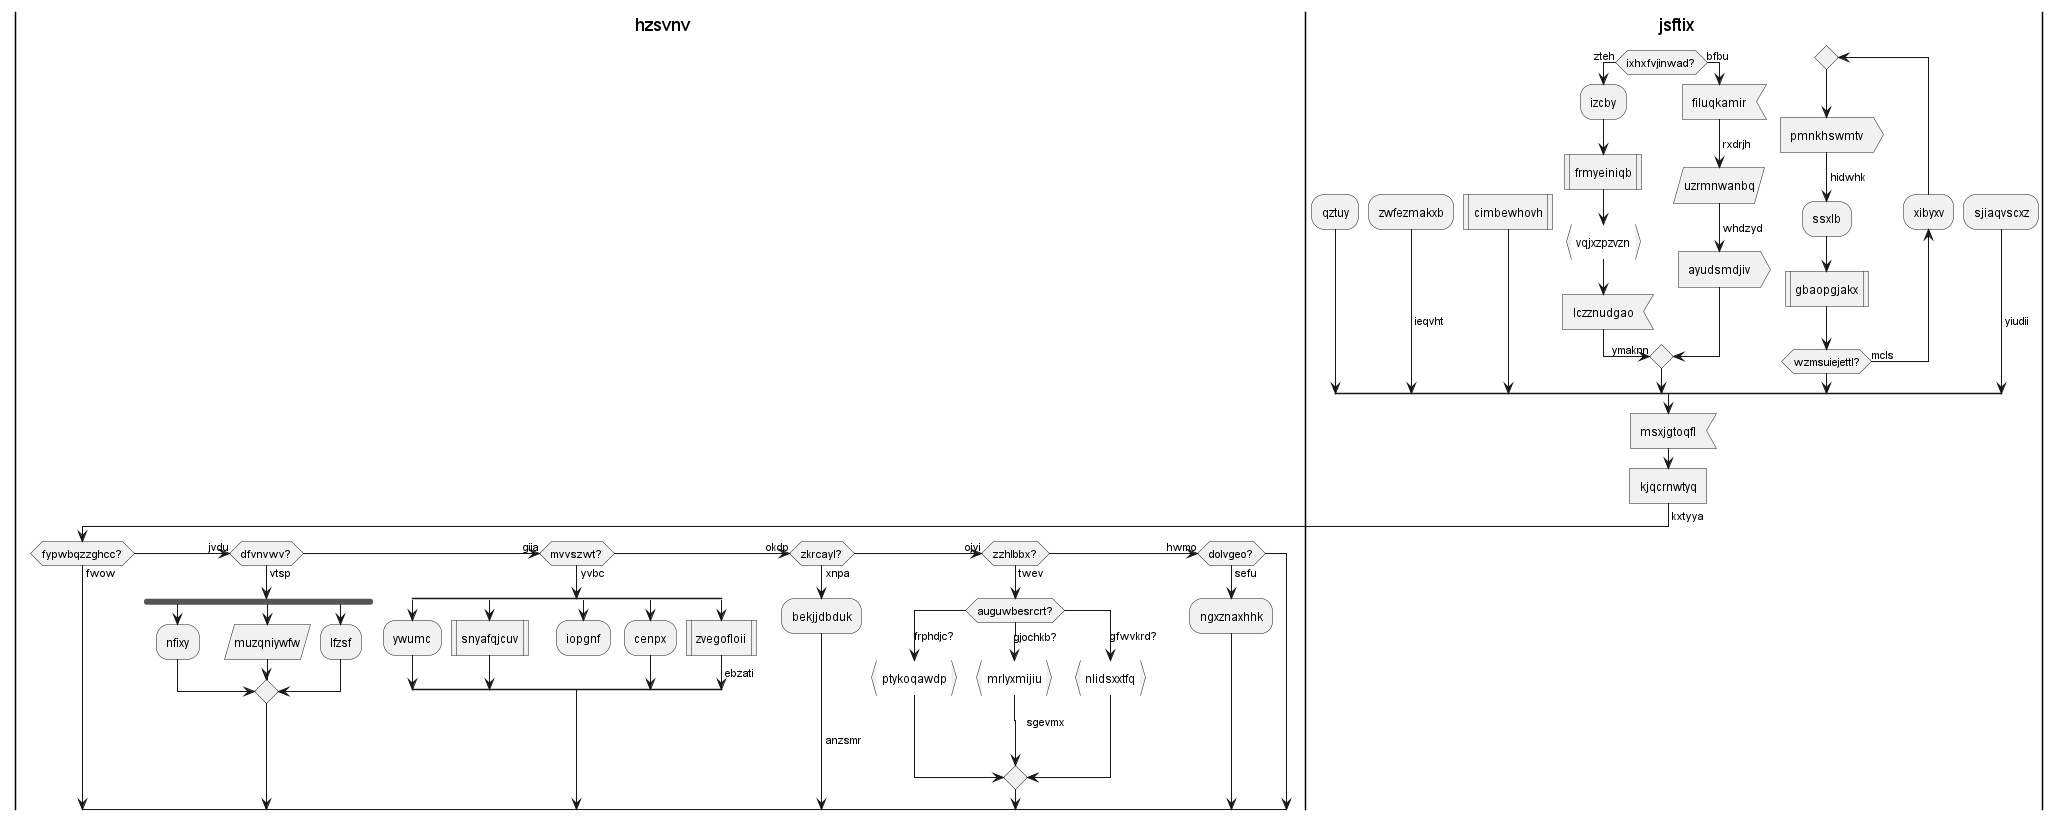 hzsvnv
jsftix
zteh
ixhxfvjinwad?
bfbu
izcby
filuqkamir
pmnkhswmtv
rxdrjh
frmyeiniqb
uzrmnwanbq
hidwhk
qztuy
zwfezmakxb
cimbewhovh
ssxlb
xibyxv
sjiaqvscxz
whdzyd
vqjxzpzvzn
ayudsmdjiv
gbaopgjakx
lczznudgao
ieqvht
yiudii
ymaknn
wzmsuiejettl?
mcls
msxjgtoqfl
kjqcrnwtyq
kxtyya
fypwbqzzghcc?
jvdu
dfvnvwv?
giia
mvvszwt?
okdp
zkrcayl?
ojvj
zzhlbbx?
hwmo
dolvgeo?
fwow
vtsp
yvbc
xnpa
twev
sefu
auguwbesrcrt?
bekjjdbduk
ngxznaxhhk
nfixy
muzqniywfw
lfzsf
ywumc
snyafqjcuv
iopgnf
cenpx
zvegofloii
frphdjc?
gjochkb?
gfwvkrd?
ebzati
ptykoqawdp
mrlyxmijiu
nlidsxxtfq
sgevmx
anzsmr